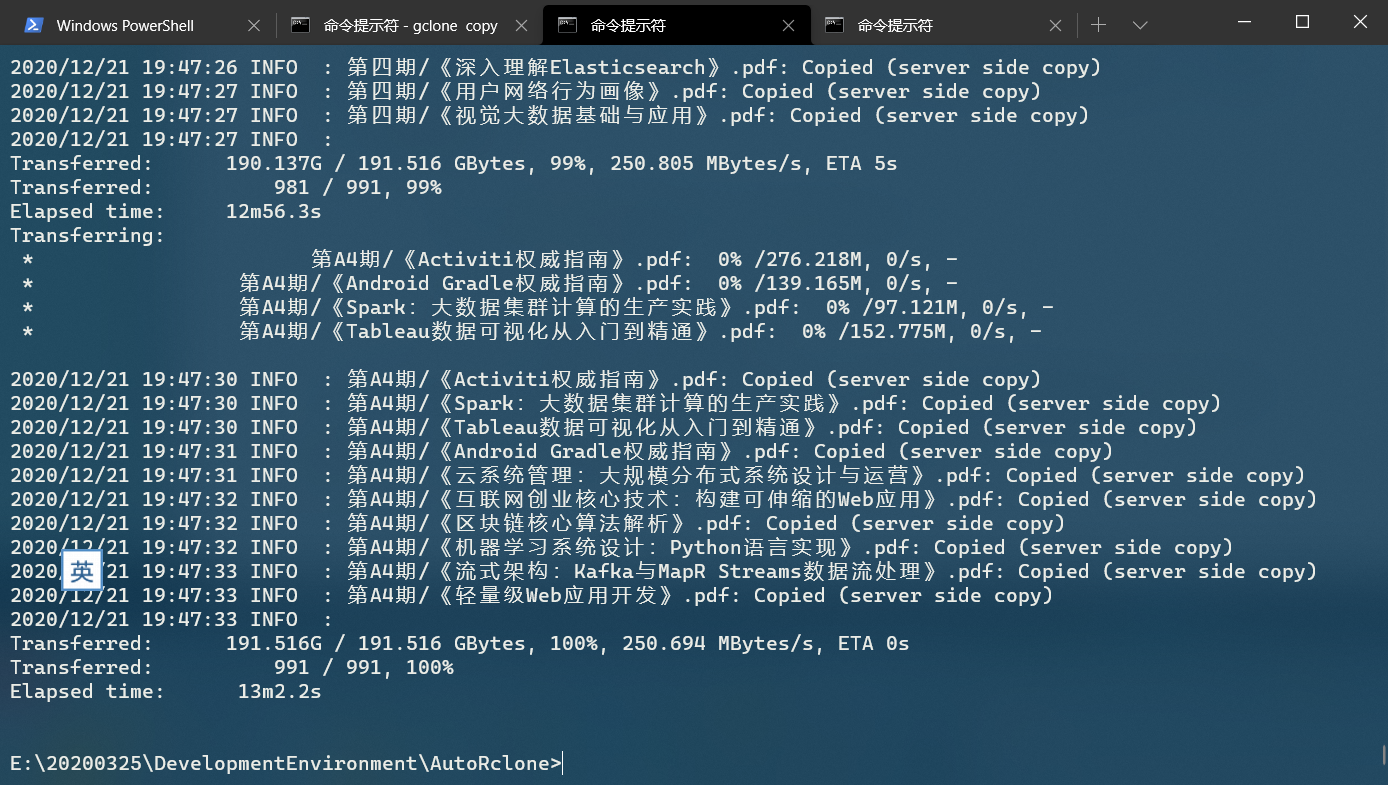 Windows PowerShell
命令提示符 - gclone copy
命令提示符
命令提示符
2020/12/21 19:47:26 INFO  : 第四期/《深入理解Elasticsearch》.pdf: Copied (server side copy)
2020/12/21 19:47:27 INFO  : 第四期/《用户网络行为画像》.pdf: Copied (server side copy)
2020/12/21 19:47:27 INFO  : 第四期/《视觉大数据基础与应用》.pdf: Copied (server side copy)
2020/12/21 19:47:27 INFO  :
Transferred:      190.137G / 191.516 GBytes, 99%, 250.805 MBytes/s, ETA 5s
Transferred:          981 / 991, 99%
Elapsed time:     12m56.3s
Transferring:
 *                       第A4期/《Activiti权威指南》.pdf:  0% /276.218M, 0/s, -
 *                 第A4期/《Android Gradle权威指南》.pdf:  0% /139.165M, 0/s, -
 *                 第A4期/《Spark: 大数据集群计算的生产实践》.pdf:  0% /97.121M, 0/s, -
 *                 第A4期/《Tableau数据可视化从入门到精通》.pdf:  0% /152.775M, 0/s, -
2020/12/21 19:47:30 INFO  : 第A4期/《Activiti权威指南》.pdf: Copied (server side copy)
2020/12/21 19:47:30 INFO  : 第A4期/《Spark: 大数据集群计算的生产实践》.pdf: Copied (server side copy)
2020/12/21 19:47:30 INFO  : 第A4期/《Tableau数据可视化从入门到精通》.pdf: Copied (server side copy)
2020/12/21 19:47:31 INFO  : 第A4期/《Android Gradle权威指南》.pdf: Copied (server side copy)
2020/12/21 19:47:31 INFO  : 第A4期/《云系统管理: 大规模分布式系统设计与运营》.pdf: Copied (server side copy)
2020/12/21 19:47:32 INFO  : 第A4期/《互联网创业核心技术: 构建可伸缩的Web应用》.pdf: Copied (server side copy)
2020/12/21 19:47:32 INFO  : 第A4期/《区块链核心算法解析》.pdf: Copied (server side copy)
2020/12/21 19:47:32 INFO  : 第A4期/《机器学习系统设计: Python语言实现》.pdf: Copied (server side copy)
英
2020/12/21 19:47:33 INFO  : 第A4期/《流式架构: Kafka与MapR Streams数据流处理》.pdf: Copied (server side copy)
2020/12/21 19:47:33 INFO  : 第A4期/《轻量级Web应用开发》.pdf: Copied (server side copy)
2020/12/21 19:47:33 INFO  :
Transferred:      191.516G / 191.516 GBytes, 100%, 250.694 MBytes/s, ETA 0s
Transferred:          991 / 991, 100%
Elapsed time:      13m2.2s
E:\20200325\DevelopmentEnvironment\AutoRclone>